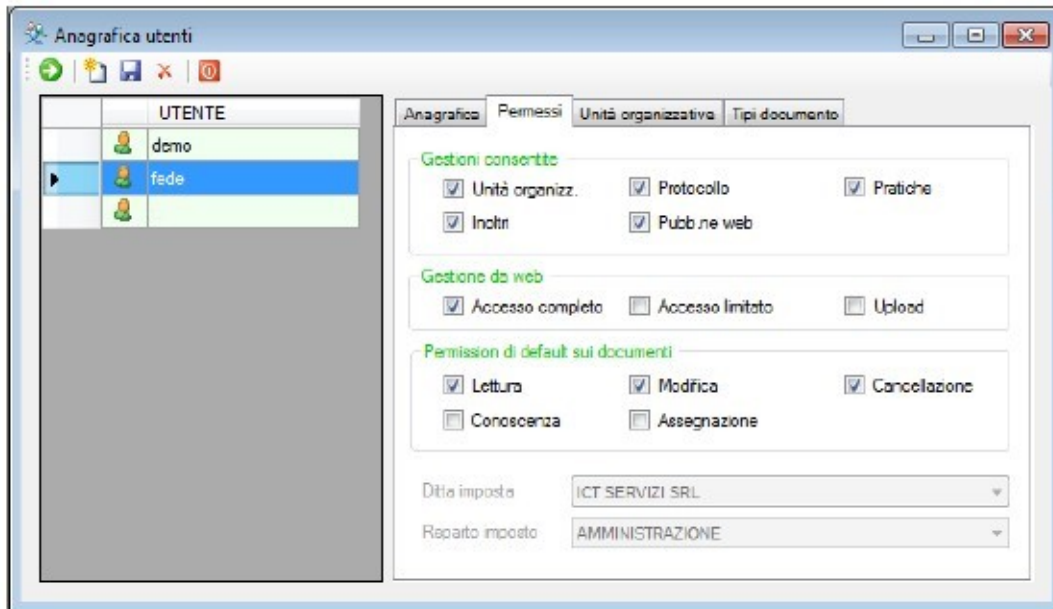 Anagrafica utenti
UTENTE
demo
fede
Anagrafica Permessi Unità organizzativa Tipi documento
Gestioni consentite
Unità organizz. Protocollo Pratiche
Inoltri Pubb.ne web
Gestione da web
Accesso completo Accesso limitato Upload
Permission di default sui documenti
Lettura Modifica Cancellazione
Conoscenza Assegnazione
Ditta imposta ICT SERVIZI SRL
Reparto imposto AMMINISTRAZIONE